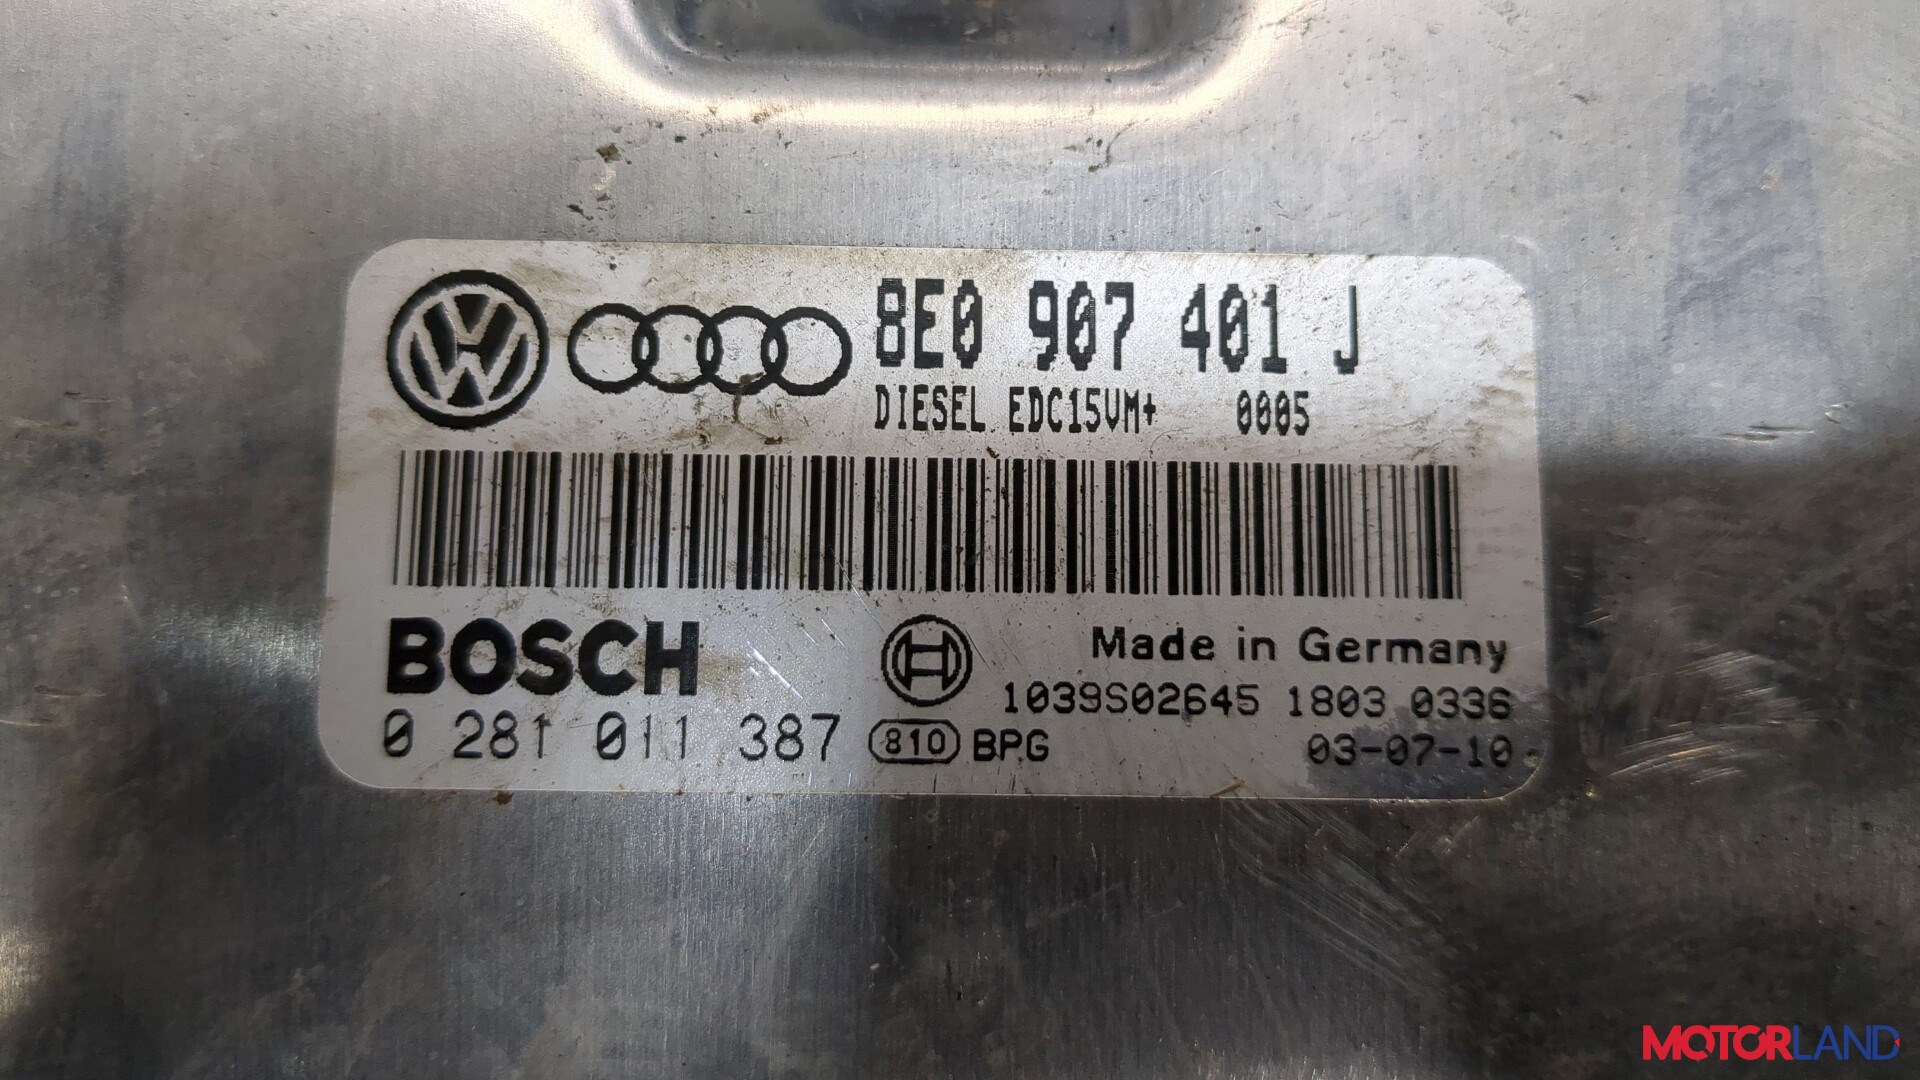 8E0 907 401 J
DIESEL EDC15VM+ 0005
BOSCH
Made in Germany
1039S02645 1803 0336
0 281 011 387 810 BPG 03-07-10
MOTORLAND